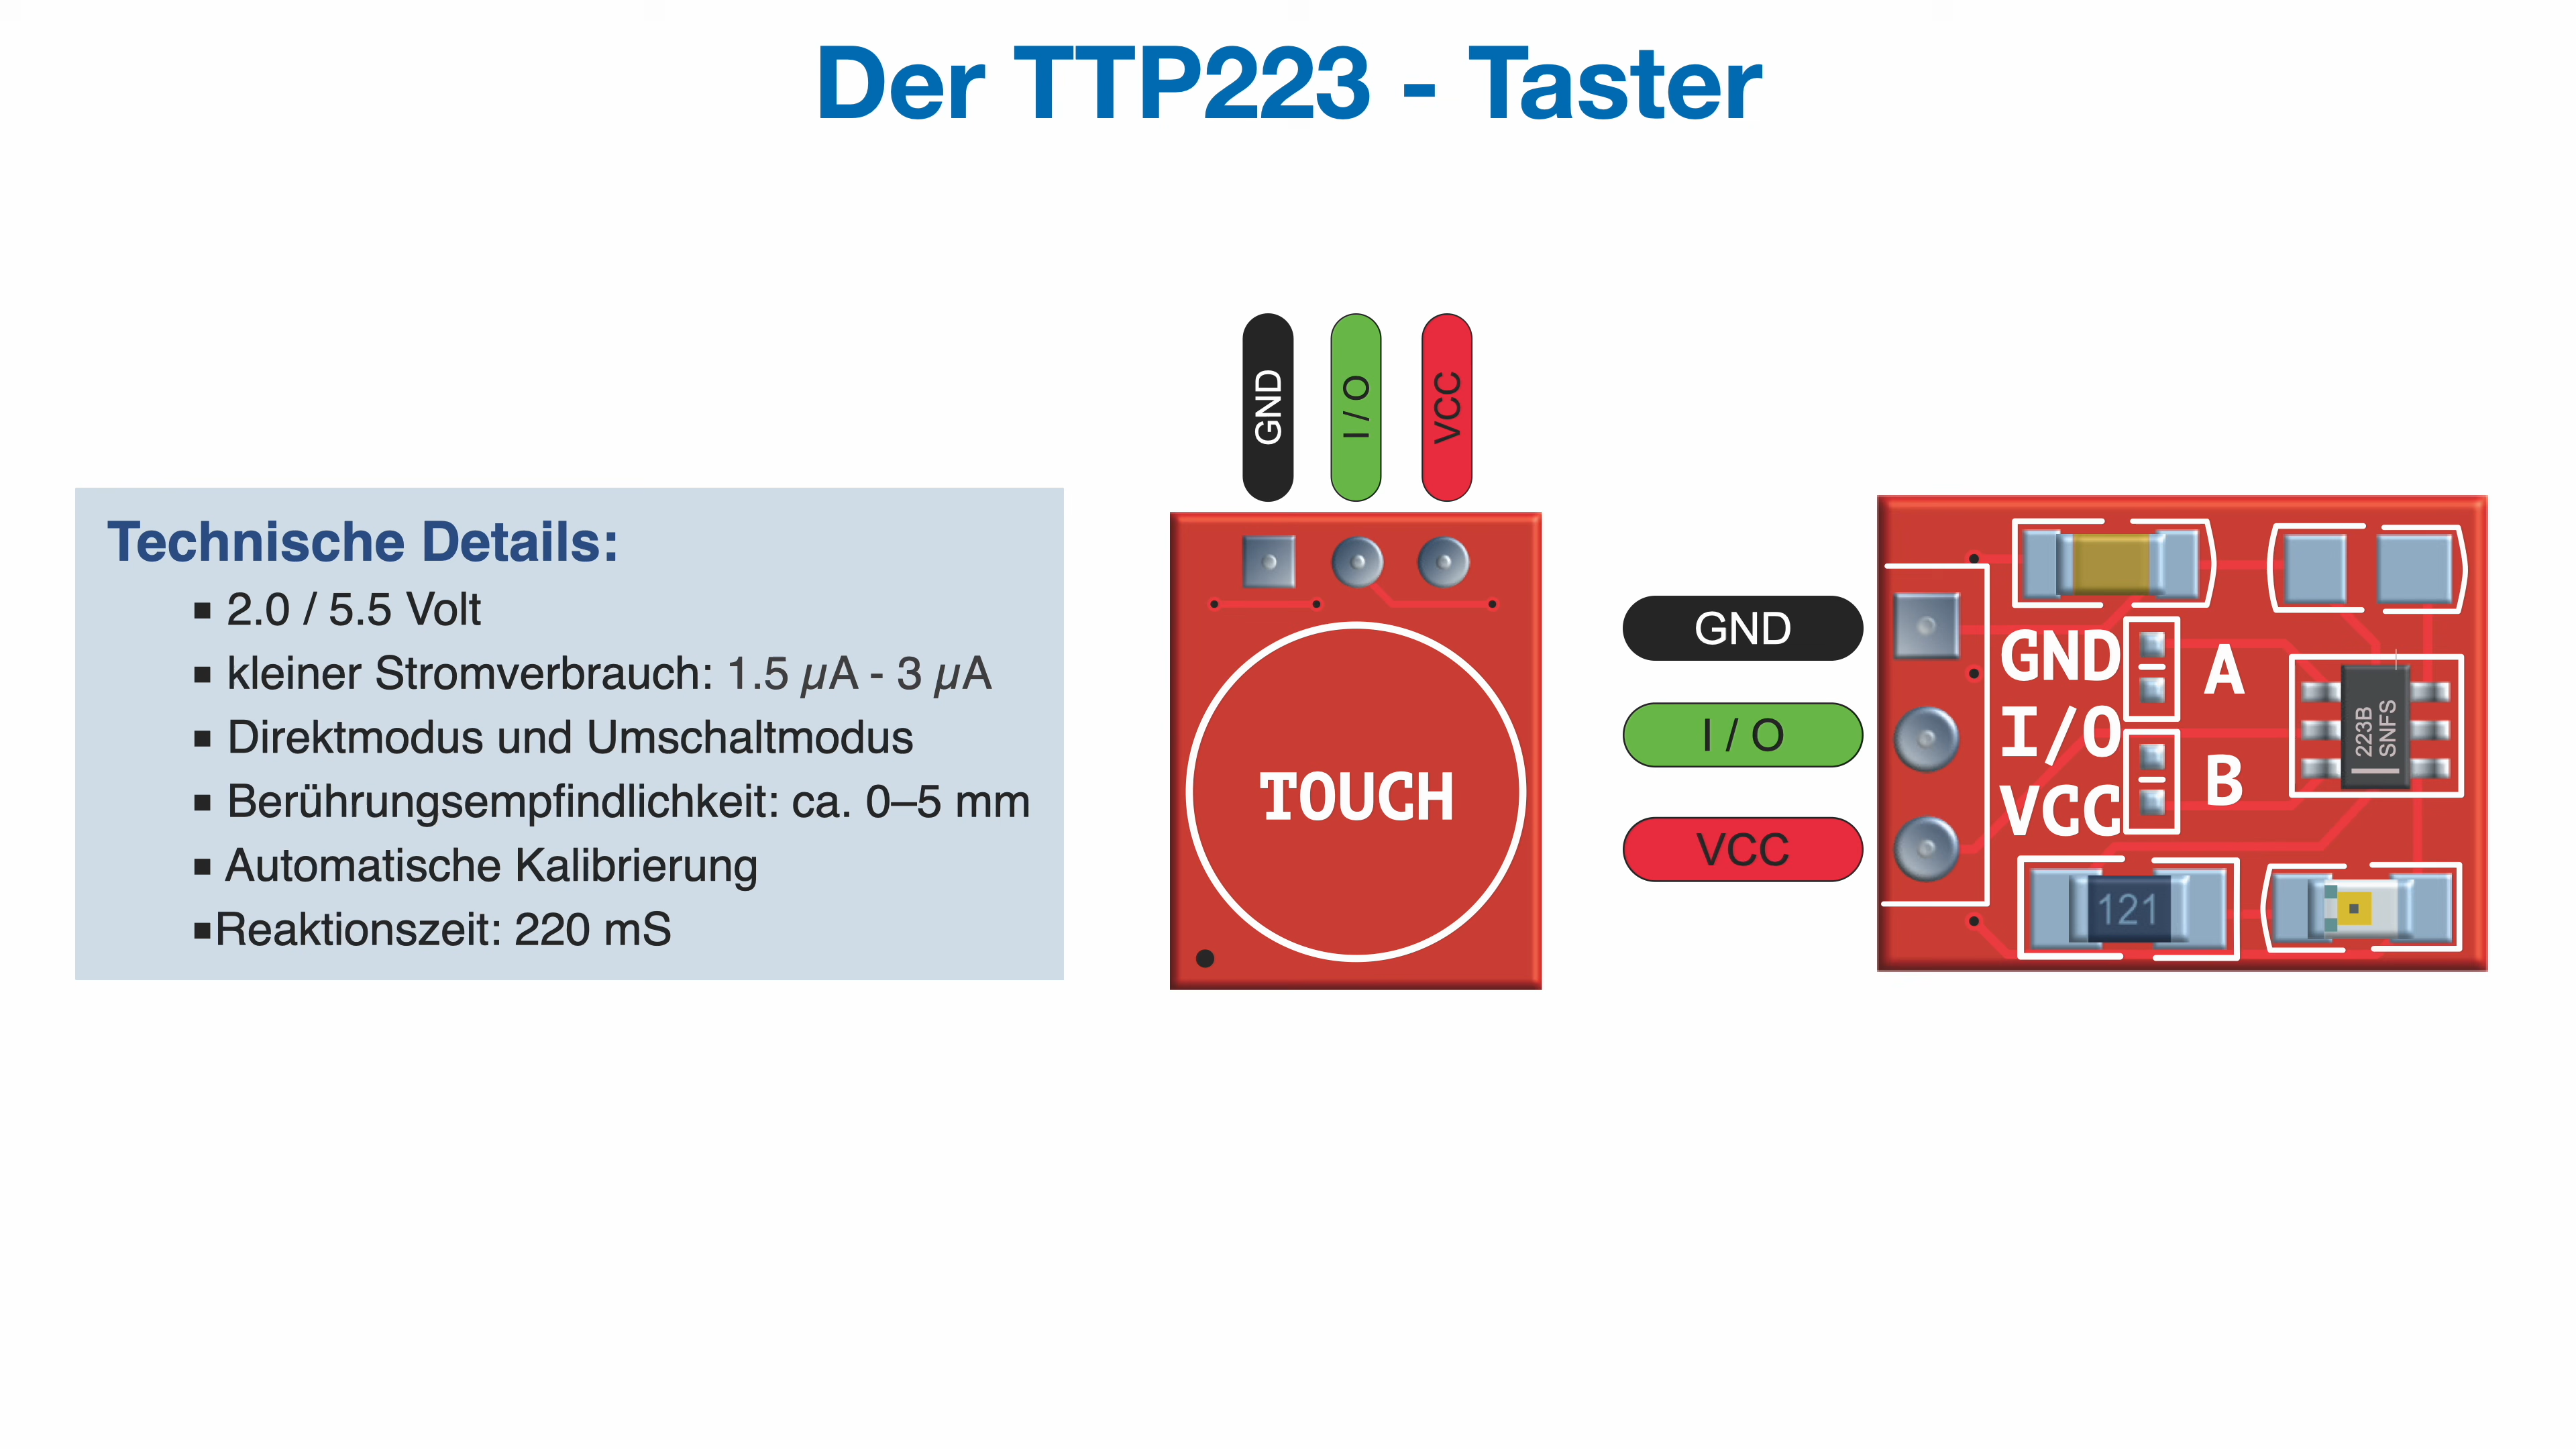 Der TTP223 - Taster
Technische Details:
▪ 2.0 / 5.5 Volt
▪ kleiner Stromverbrauch: 1.5 µA - 3 µA
▪ Direktmodus und Umschaltmodus
▪ Berührungsempfindlichkeit: ca. 0–5 mm
▪ Automatische Kalibrierung
▪Reaktionszeit: 220 mS
GND
I / O
VCC
TOUCH
GND
I / O
VCC
GND
I/O
VCC
A
B
223B
SNFS
121